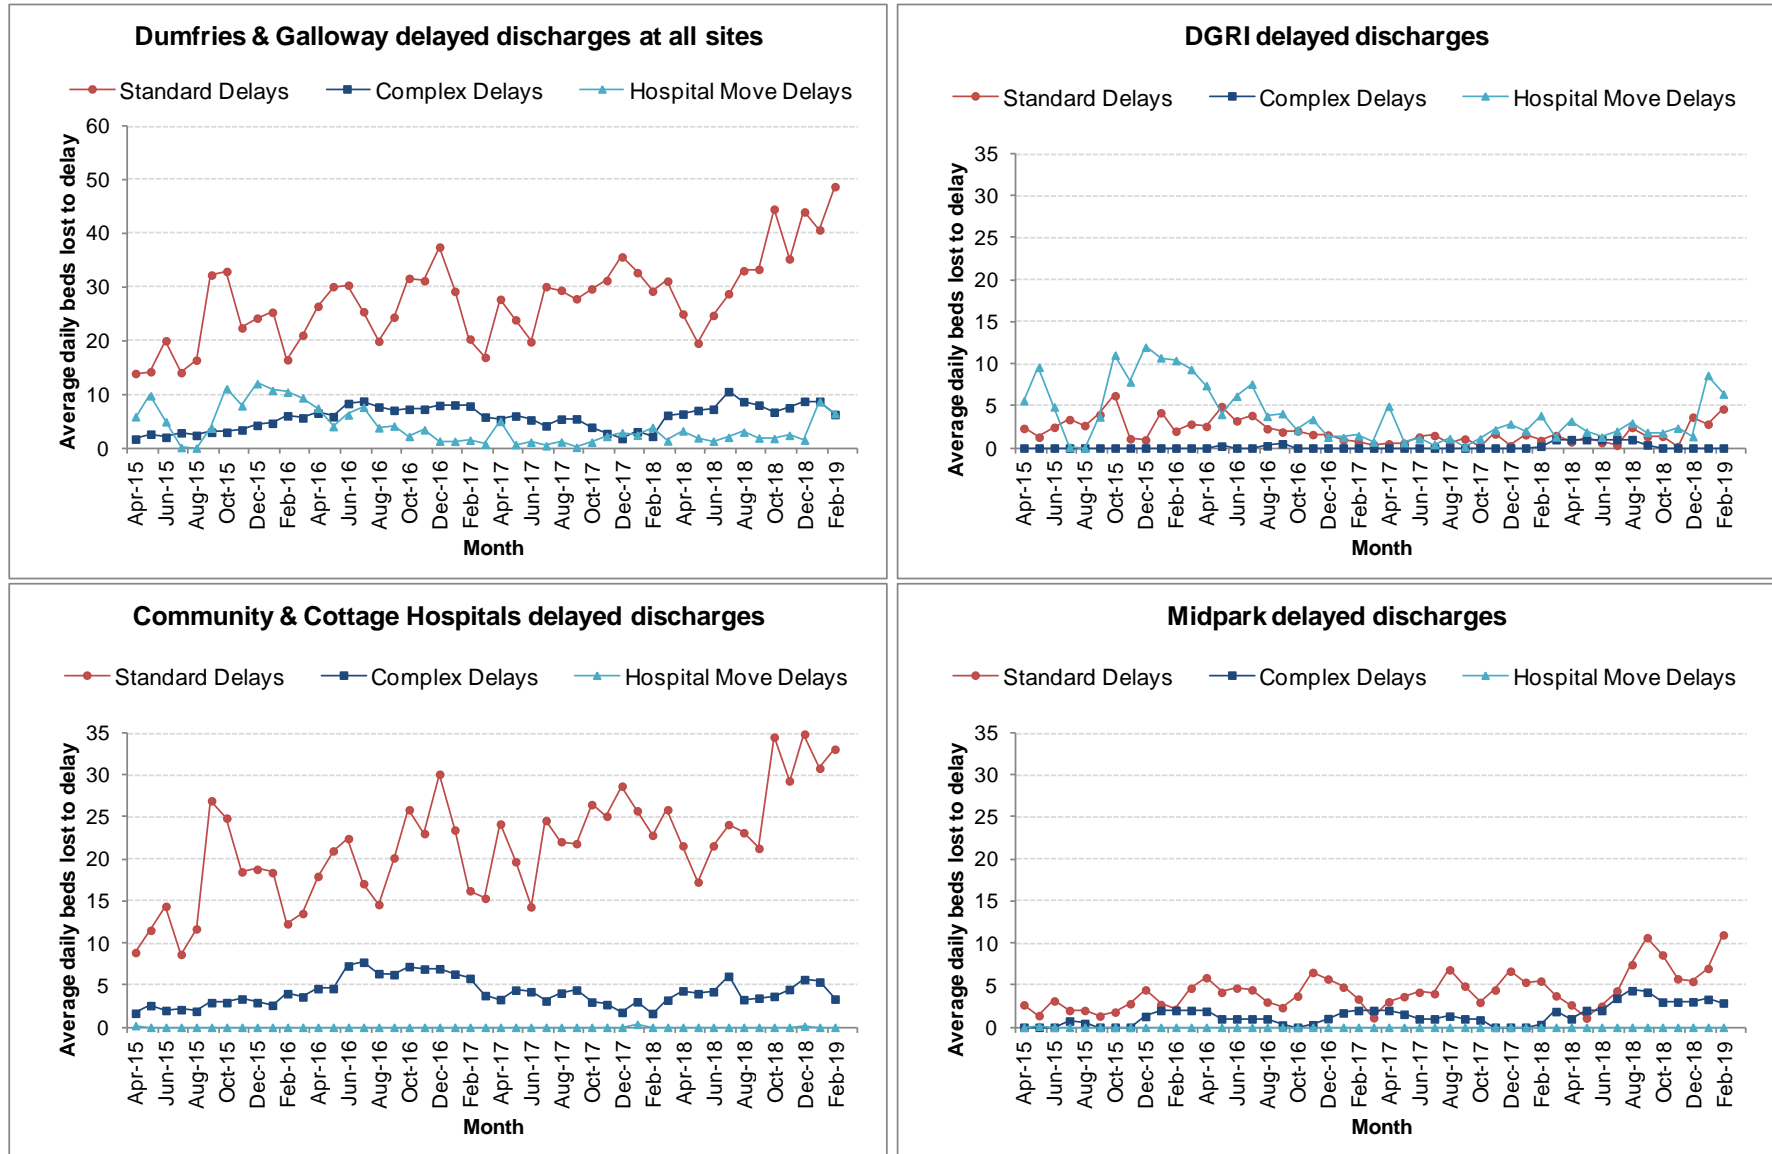 Dumfries & Galloway delayed discharges at all sites
Standard Delays Complex Delays Hospital Move Delays
Average daily beds lost to delay
60
50
40
30
20
10
0
Apr-15 Jun-15 Aug-15 Oct-15 Dec-15 Feb-16 Apr-16 Jun-16 Aug-16 Oct-16 Dec-16 Feb-17 Apr-17 Jun-17 Aug-17 Oct-17 Dec-17 Feb-18 Apr-18 Jun-18 Aug-18 Oct-18 Dec-18 Feb-19
Month
DGRI delayed discharges
Standard Delays Complex Delays Hospital Move Delays
Average daily beds lost to delay
35
30
25
20
15
10
5
0
Apr-15 Jun-15 Aug-15 Oct-15 Dec-15 Feb-16 Apr-16 Jun-16 Aug-16 Oct-16 Dec-16 Feb-17 Apr-17 Jun-17 Aug-17 Oct-17 Dec-17 Feb-18 Apr-18 Jun-18 Aug-18 Oct-18 Dec-18 Feb-19
Month
Community & Cottage Hospitals delayed discharges
Standard Delays Complex Delays Hospital Move Delays
Average daily beds lost to delay
35
30
25
20
15
10
5
0
Apr-15 Jun-15 Aug-15 Oct-15 Dec-15 Feb-16 Apr-16 Jun-16 Aug-16 Oct-16 Dec-16 Feb-17 Apr-17 Jun-17 Aug-17 Oct-17 Dec-17 Feb-18 Apr-18 Jun-18 Aug-18 Oct-18 Dec-18 Feb-19
Month
Midpark delayed discharges
Standard Delays Complex Delays Hospital Move Delays
Average daily beds lost to delay
35
30
25
20
15
10
5
0
Apr-15 Jun-15 Aug-15 Oct-15 Dec-15 Feb-16 Apr-16 Jun-16 Aug-16 Oct-16 Dec-16 Feb-17 Apr-17 Jun-17 Aug-17 Oct-17 Dec-17 Feb-18 Apr-18 Jun-18 Aug-18 Oct-18 Dec-18 Feb-19
Month